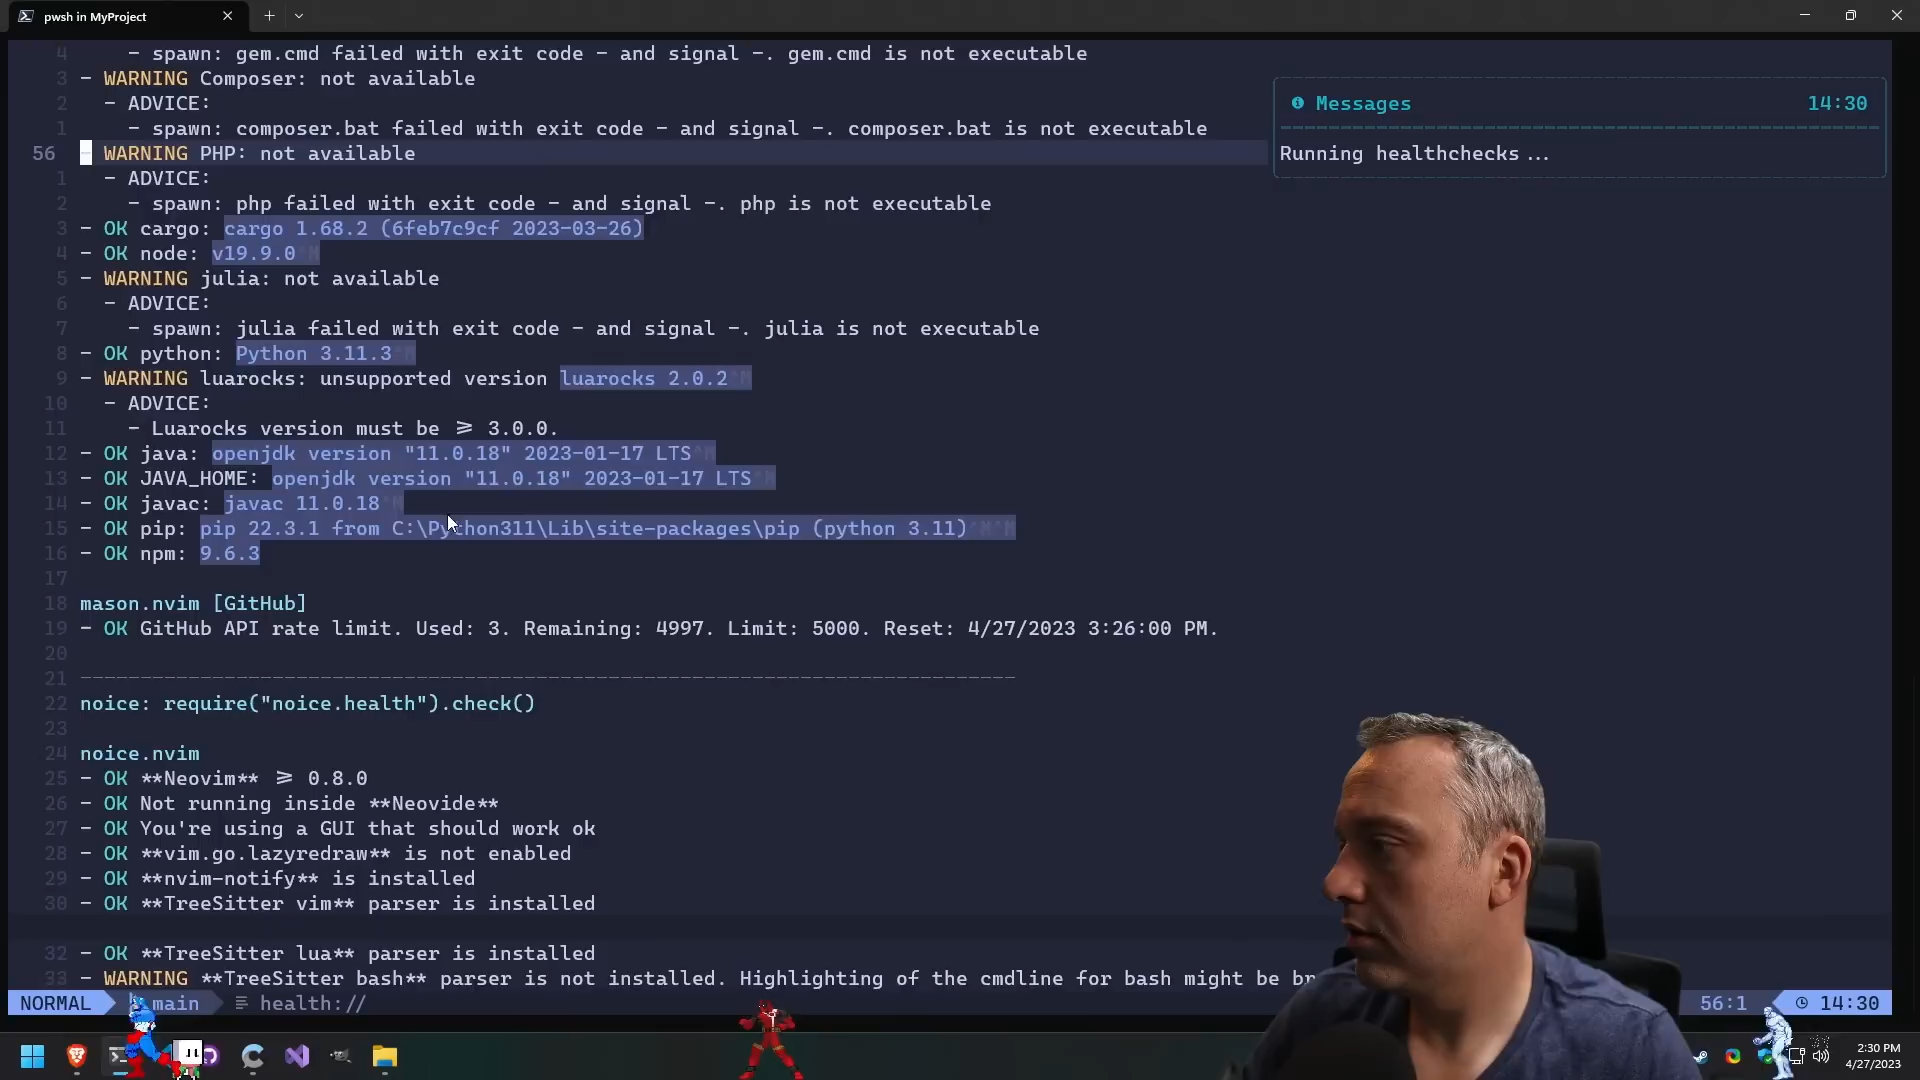 pwsh in MyProject
4 - spawn: gem.cmd failed with exit code - and signal -. gem.cmd is not executable
3 - WARNING Composer: not available
2 - ADVICE:
1 - spawn: composer.bat failed with exit code - and signal -. composer.bat is not executable
56 - WARNING PHP: not available
1 - ADVICE:
2 - spawn: php failed with exit code - and signal -. php is not executable
3 - OK cargo: cargo 1.68.2 (6feb7c9cf 2023-03-26)
4 - OK node: v19.9.0^M
5 - WARNING julia: not available
6 - ADVICE:
7 - spawn: julia failed with exit code - and signal -. julia is not executable
8 - OK python: Python 3.11.3^M
9 - WARNING luarocks: unsupported version luarocks 2.0.2^M
10 - ADVICE:
11 - Luarocks version must be ≥ 3.0.0.
12 - OK java: openjdk version "11.0.18" 2023-01-17 LTS^M
13 - OK JAVA_HOME: openjdk version "11.0.18" 2023-01-17 LTS^M
14 - OK javac: javac 11.0.18^M
15 - OK pip: pip 22.3.1 from C:\Python311\Lib\site-packages\pip (python 3.11)^M^M
16 - OK npm: 9.6.3
17
18 mason.nvim [GitHub]
19 - OK GitHub API rate limit. Used: 3. Remaining: 4997. Limit: 5000. Reset: 4/27/2023 3:26:00 PM.
20
21 ------------------------------------------------------------------------------
22 noice: require("noice.health").check()
23
24 noice.nvim
25 - OK **Neovim** ≥ 0.8.0
26 - OK Not running inside **Neovide**
27 - OK You're using a GUI that should work ok
28 - OK **vim.go.lazyredraw** is not enabled
29 - OK **nvim-notify** is installed
30 - OK **TreeSitter vim** parser is installed
32 - OK **TreeSitter lua** parser is installed
33 - WARNING **TreeSitter bash** parser is not installed. Highlighting of the cmdline for bash might be br
Messages 14:30
Running healthchecks...
NORMAL main health:// 56:1 14:30
2:30 PM
4/27/2023